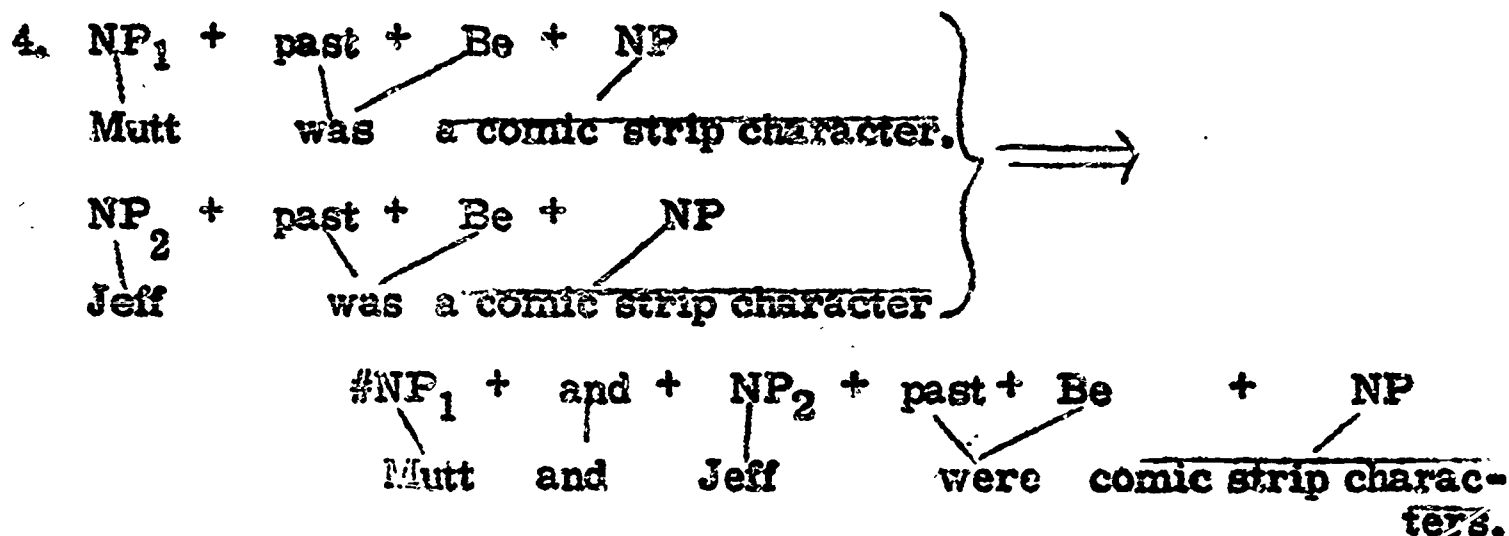 4. NP1 + past + Be + NP
Mutt was a comic strip character.
NP2 + past + Be + NP
Jeff was a comic strip character
#NP1 + and + NP2 + past + Be + NP
Mutt and Jeff were comic strip charac-
ters.